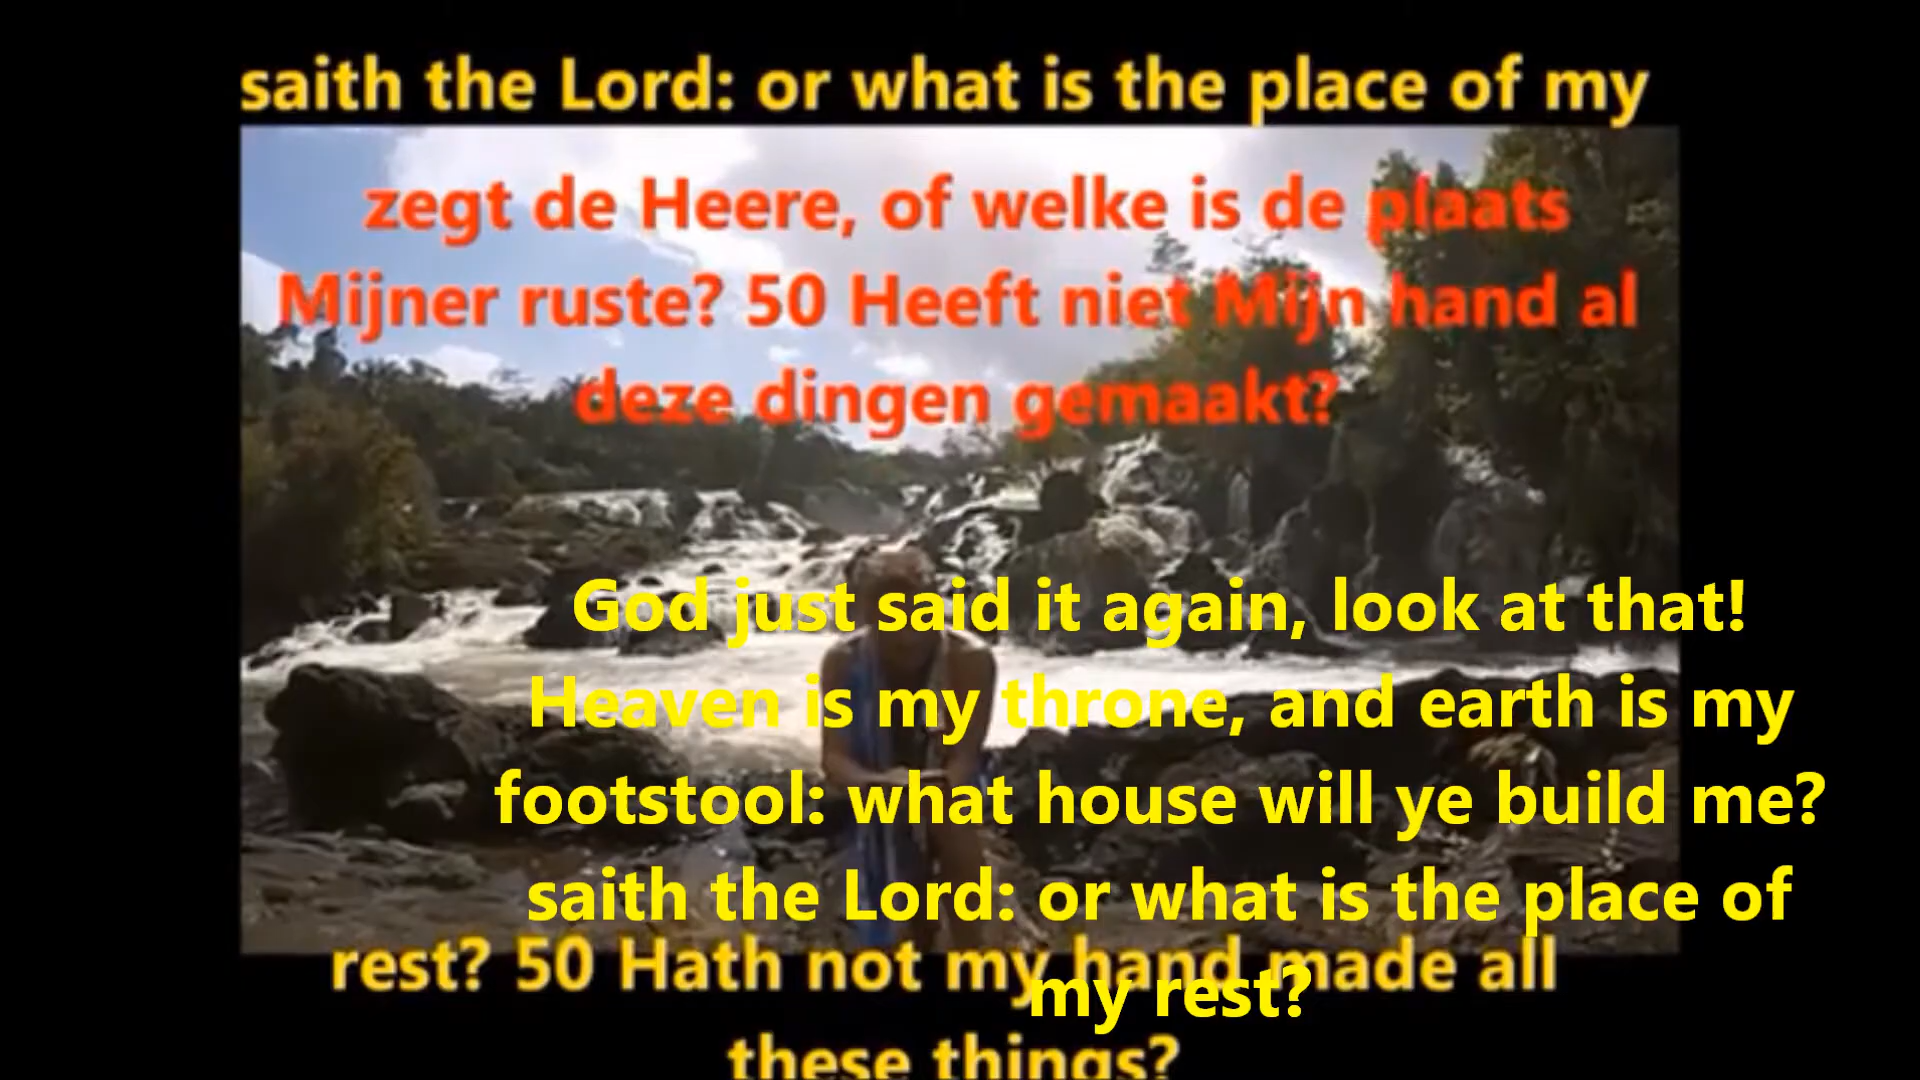 saith the Lord: or what is the place of my
zegt de Heere, of welke is de plaats
Mijner ruste? 50 Heeft niet Mijn hand al
deze dingen gemaakt?
God just said it again, look at that!
Heaven is my throne, and earth is my
footstool: what house will ye build me?
saith the Lord: or what is the place of
my rest?
rest? 50 Hath not my hand made all
these things?